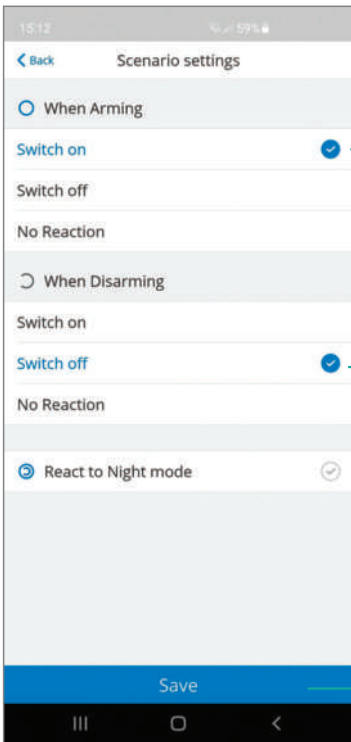 15:12 59%
Back Scenario settings
When Arming
Switch on
Switch off
No Reaction
When Disarming
Switch on
Switch off
No Reaction
React to Night mode
Save